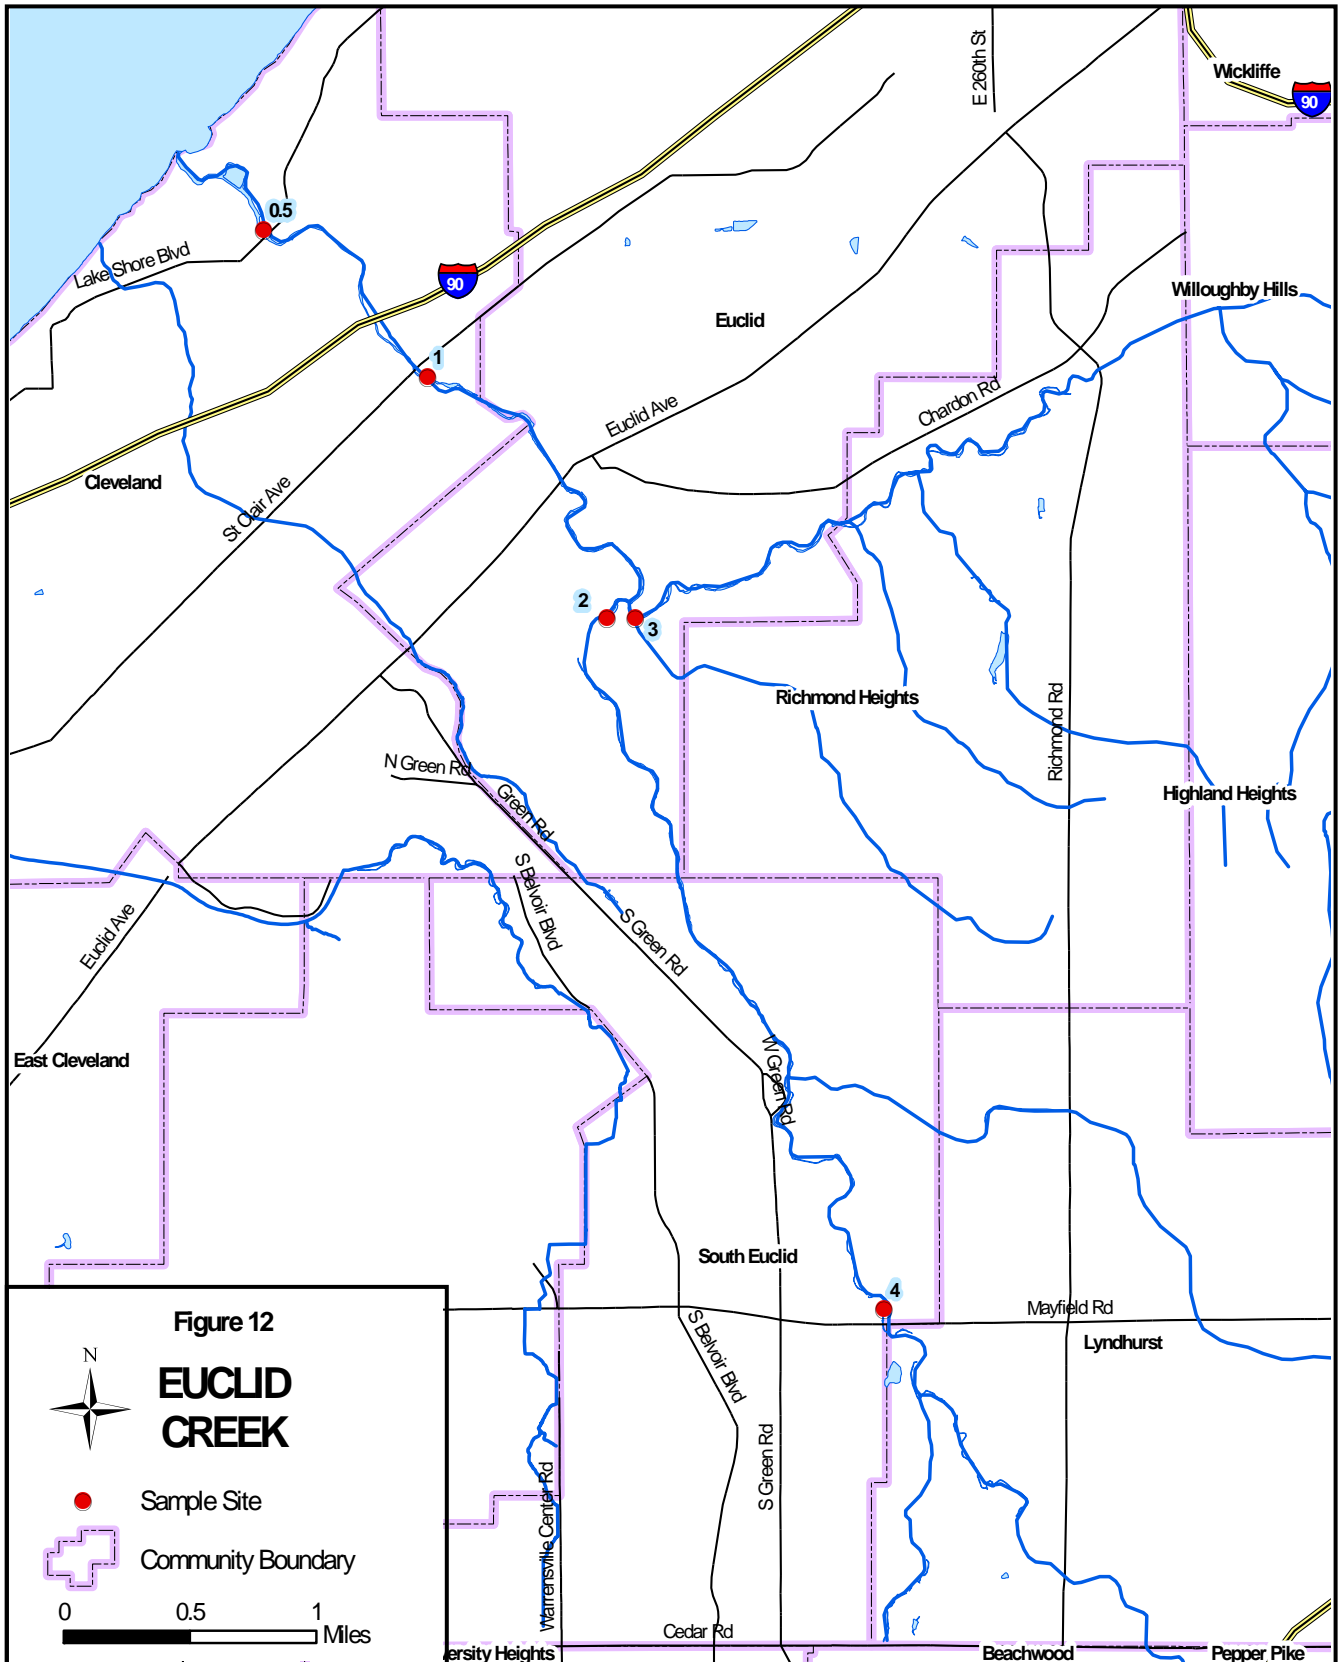 E 260th St
Wickliffe
90
0.5
Lake Shore Blvd
90
Willoughby Hills
Euclid
1
Chardon Rd
Euclid Ave
Cleveland
St Clair Ave
2
3
Richmond Heights
Richmond Rd
N Green Rd
Green Rd
Highland Heights
S Belvoir Blvd
S Green Rd
Euclid Ave
East Cleveland
W Green Rd
South Euclid
4
Mayfield Rd
Lyndhurst
S Belvoir Blvd
S Green Rd
Warrensville Center Rd
Cedar Rd
ersity Heights
Beachwood
Pepper Pike
Figure 12
N
EUCLID
CREEK
Sample Site
Community Boundary
0 0.5 1
Miles